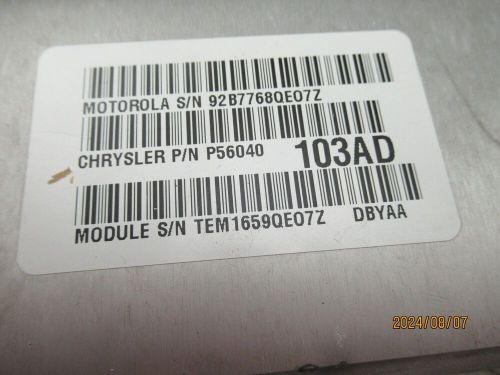 MOTOROLA S/N 92B7768QE07Z
CHRYSLER P/N P56040 103AD
MODULE S/N TEM1659QE07Z DBYAA
2024/08/07